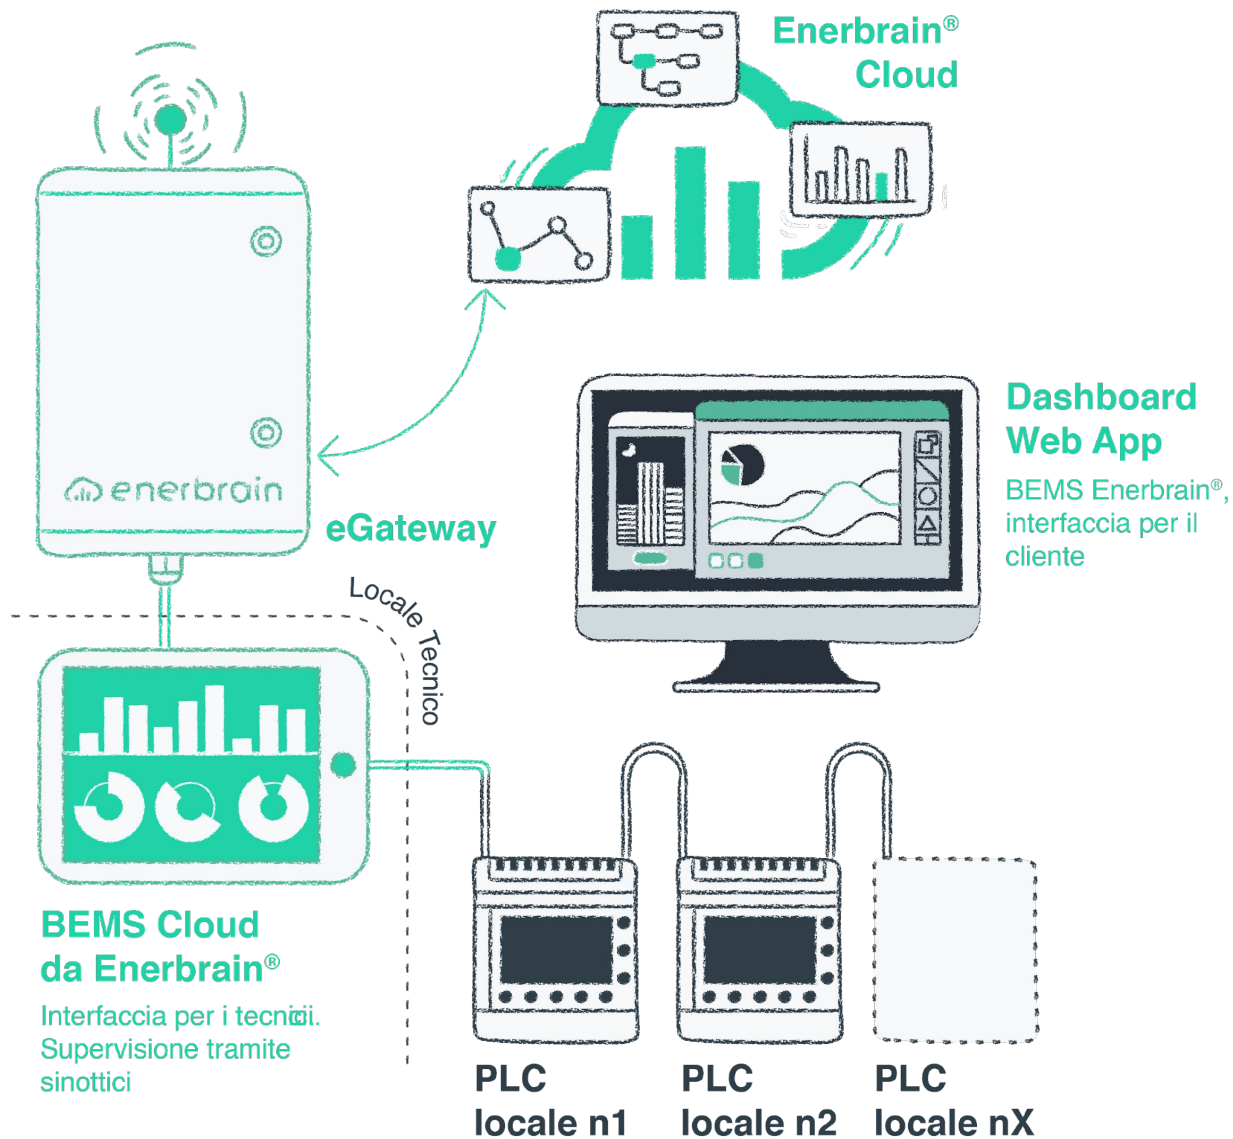 Enerbrain®
Cloud
enerbrain
eGateway
Dashboard
Web App
BEMS Enerbrain®,
interfaccia per il
cliente
Locale Tecnico
BEMS Cloud
da Enerbrain®
Interfaccia per i tecnici.
Supervisione tramite
sinottici
PLC
locale n1
PLC
locale n2
PLC
locale nX